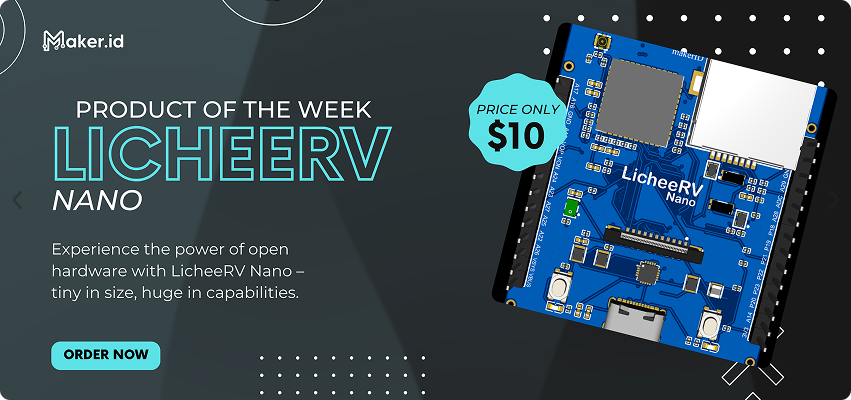 Maker.id
PRODUCT OF THE WEEK
LICHEERV
NANO
Experience the power of open
hardware with LicheeRV Nano –
tiny in size, huge in capabilities.
ORDER NOW
PRICE ONLY
$10
makerID
LicheeRV
Nano